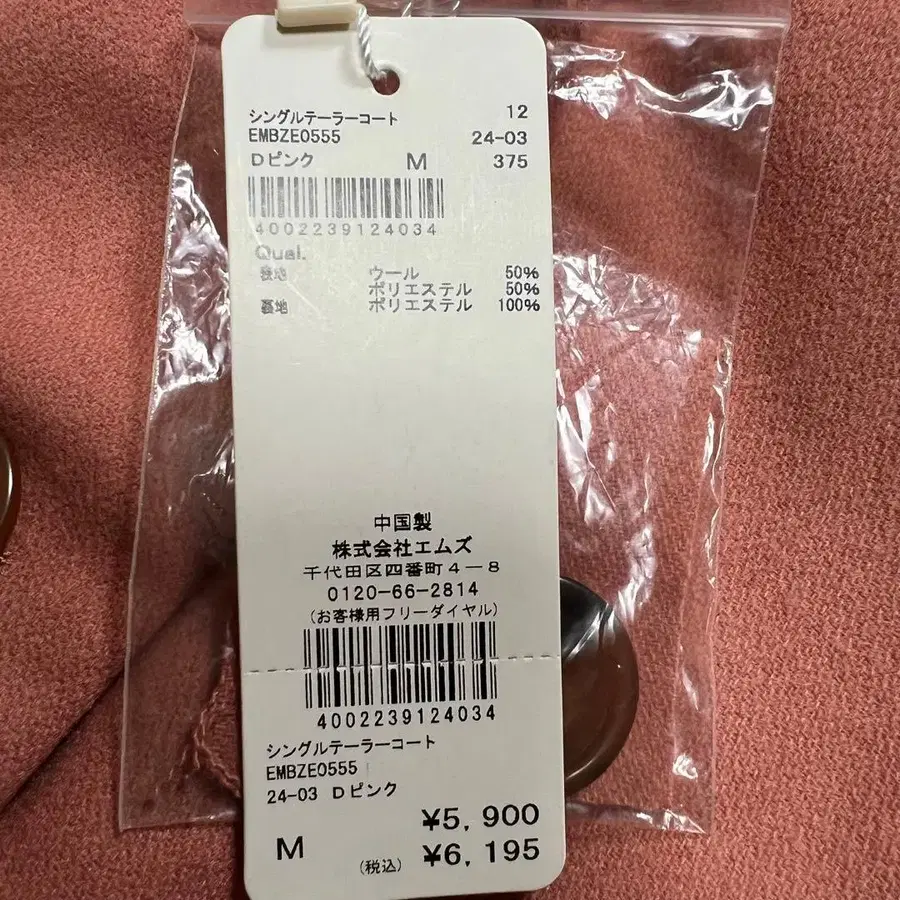 シングルテーラーコート 12
EMBZE0555 24-03
Dピンク M 375
4002239124034
Qual.
表地 ウール 50%
ポリエステル 50%
裏地 ポリエステル 100%
中国製
株式会社エムズ
千代田区四番町4-8
0120-66-2814
(お客様用フリーダイヤル)
4002239124034
シングルテーラーコート
EMBZE0555
24-03 Dピンク
¥5,900
M (税込) ¥6,195